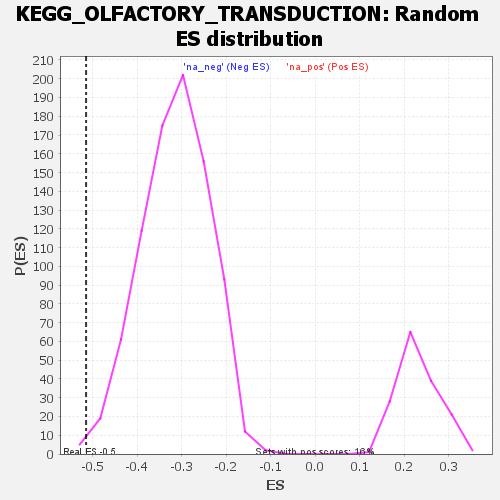 KEGG_OLFACTORY_TRANSDUCTION: Random
ES distribution
'na_neg' (Neg ES) 'na_pos' (Pos ES)
210
200
190
180
170
160
150
140
130
120
110
100
90
80
70
60
50
40
30
20
10
0
P(ES)
Real ES -0.5
Sets with pos scores: 16%
-0.5 -0.4 -0.3 -0.2 -0.1 0.0 0.1 0.2 0.3
ES